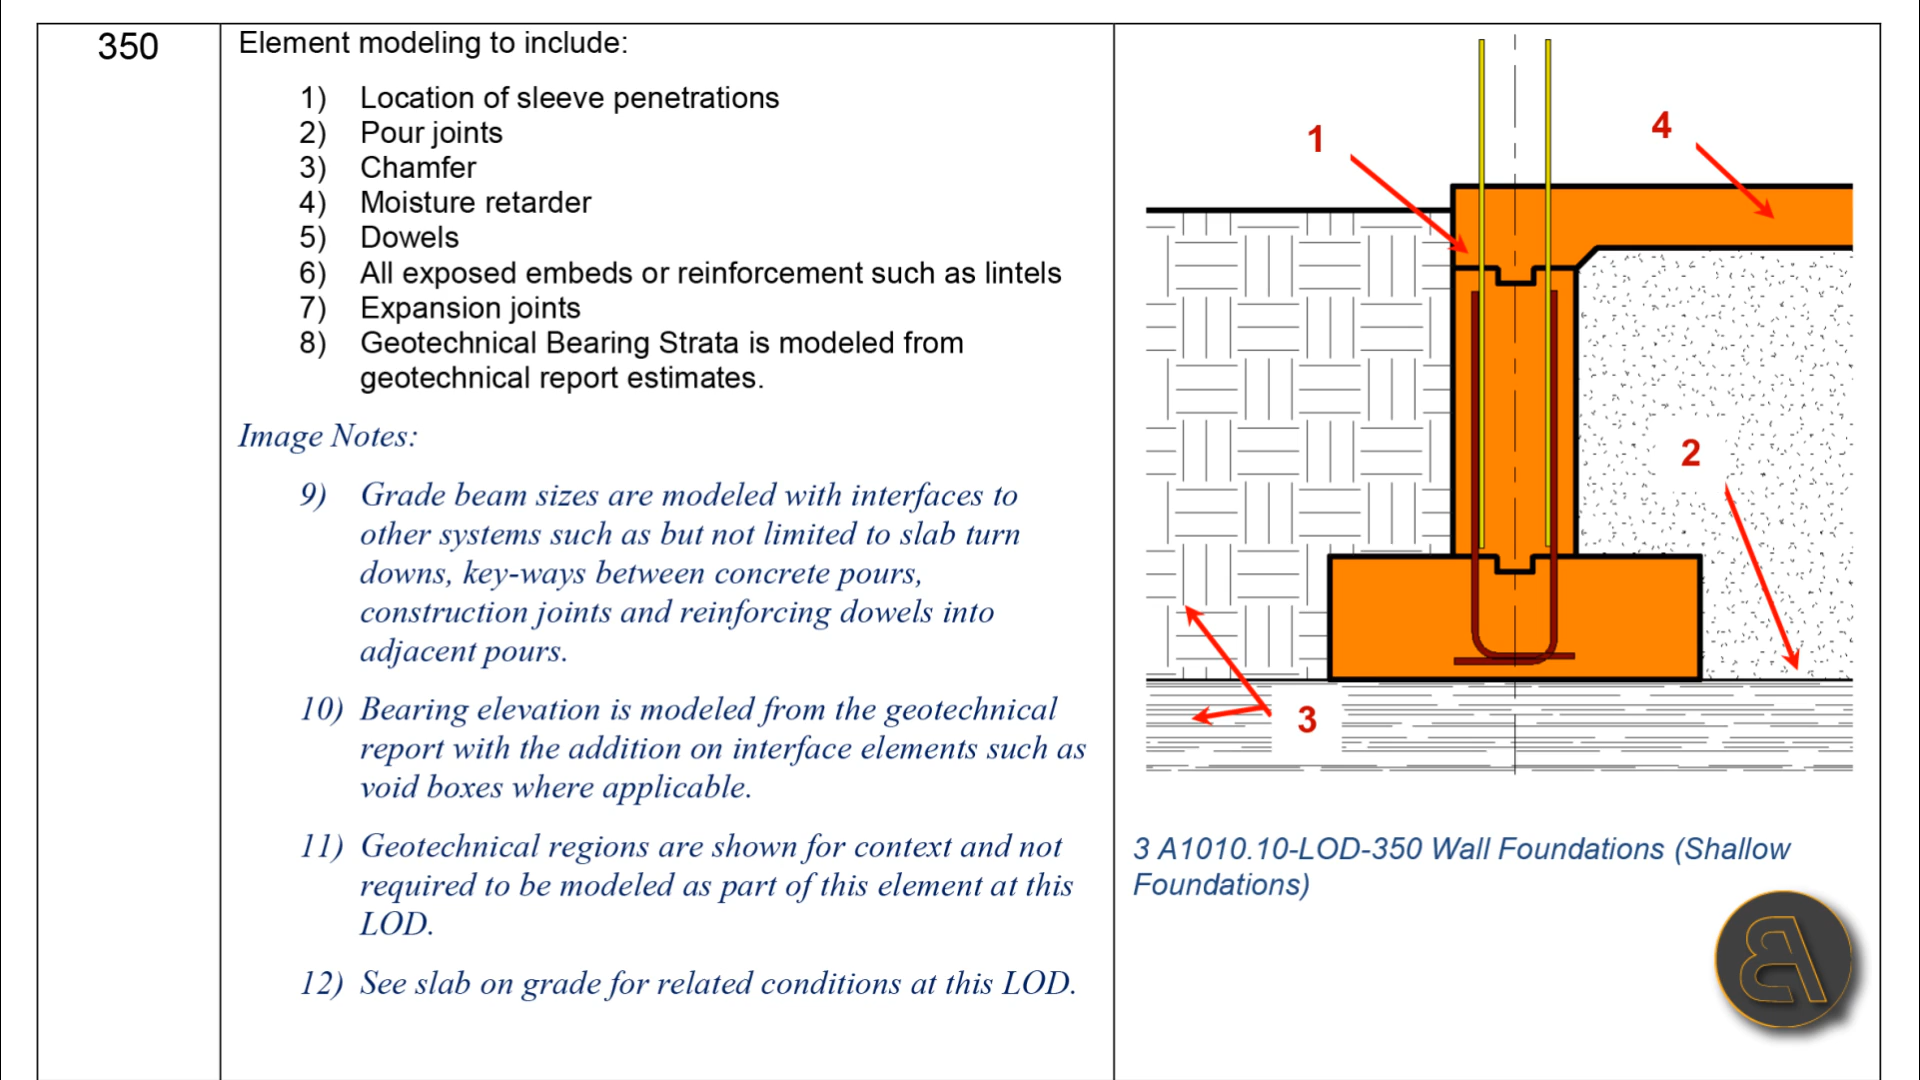 350
Element modeling to include:
1) Location of sleeve penetrations
2) Pour joints
3) Chamfer
4) Moisture retarder
5) Dowels
6) All exposed embeds or reinforcement such as lintels
7) Expansion joints
8) Geotechnical Bearing Strata is modeled from
geotechnical report estimates.
Image Notes:
9) Grade beam sizes are modeled with interfaces to
other systems such as but not limited to slab turn
downs, key-ways between concrete pours,
construction joints and reinforcing dowels into
adjacent pours.
10) Bearing elevation is modeled from the geotechnical
report with the addition on interface elements such as
void boxes where applicable.
11) Geotechnical regions are shown for context and not
required to be modeled as part of this element at this
LOD.
12) See slab on grade for related conditions at this LOD.
1
4
2
3
3 A1010.10-LOD-350 Wall Foundations (Shallow
Foundations)